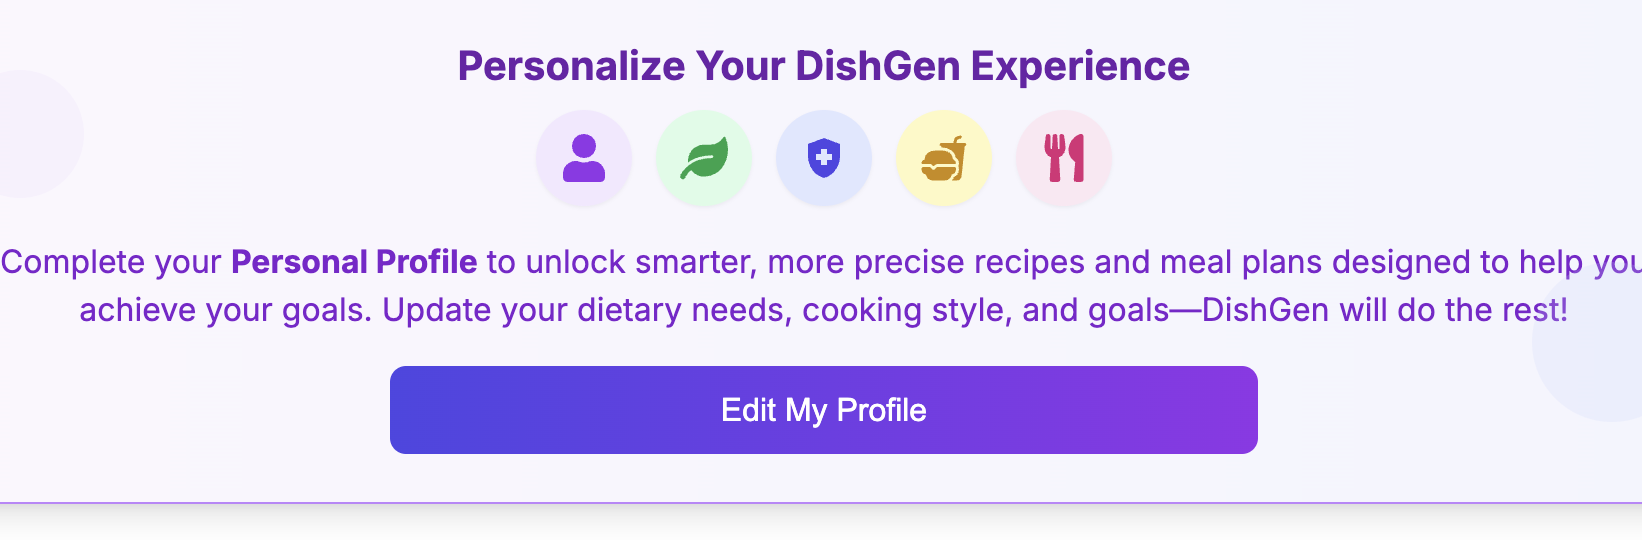 Personalize Your DishGen Experience
Complete your Personal Profile to unlock smarter, more precise recipes and meal plans designed to help you
achieve your goals. Update your dietary needs, cooking style, and goals—DishGen will do the rest!
Edit My Profile